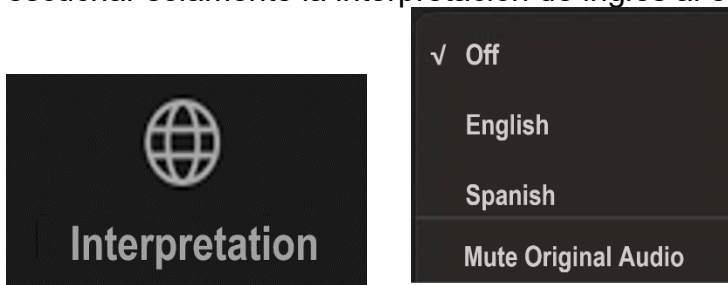 √ Off
English
Spanish
Interpretation
Mute Original Audio